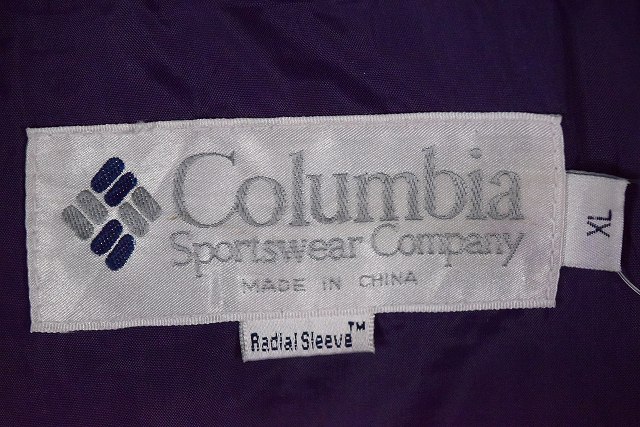 Columbia
Sportswear Company
MADE IN CHINA
XL
Radial Sleeve™